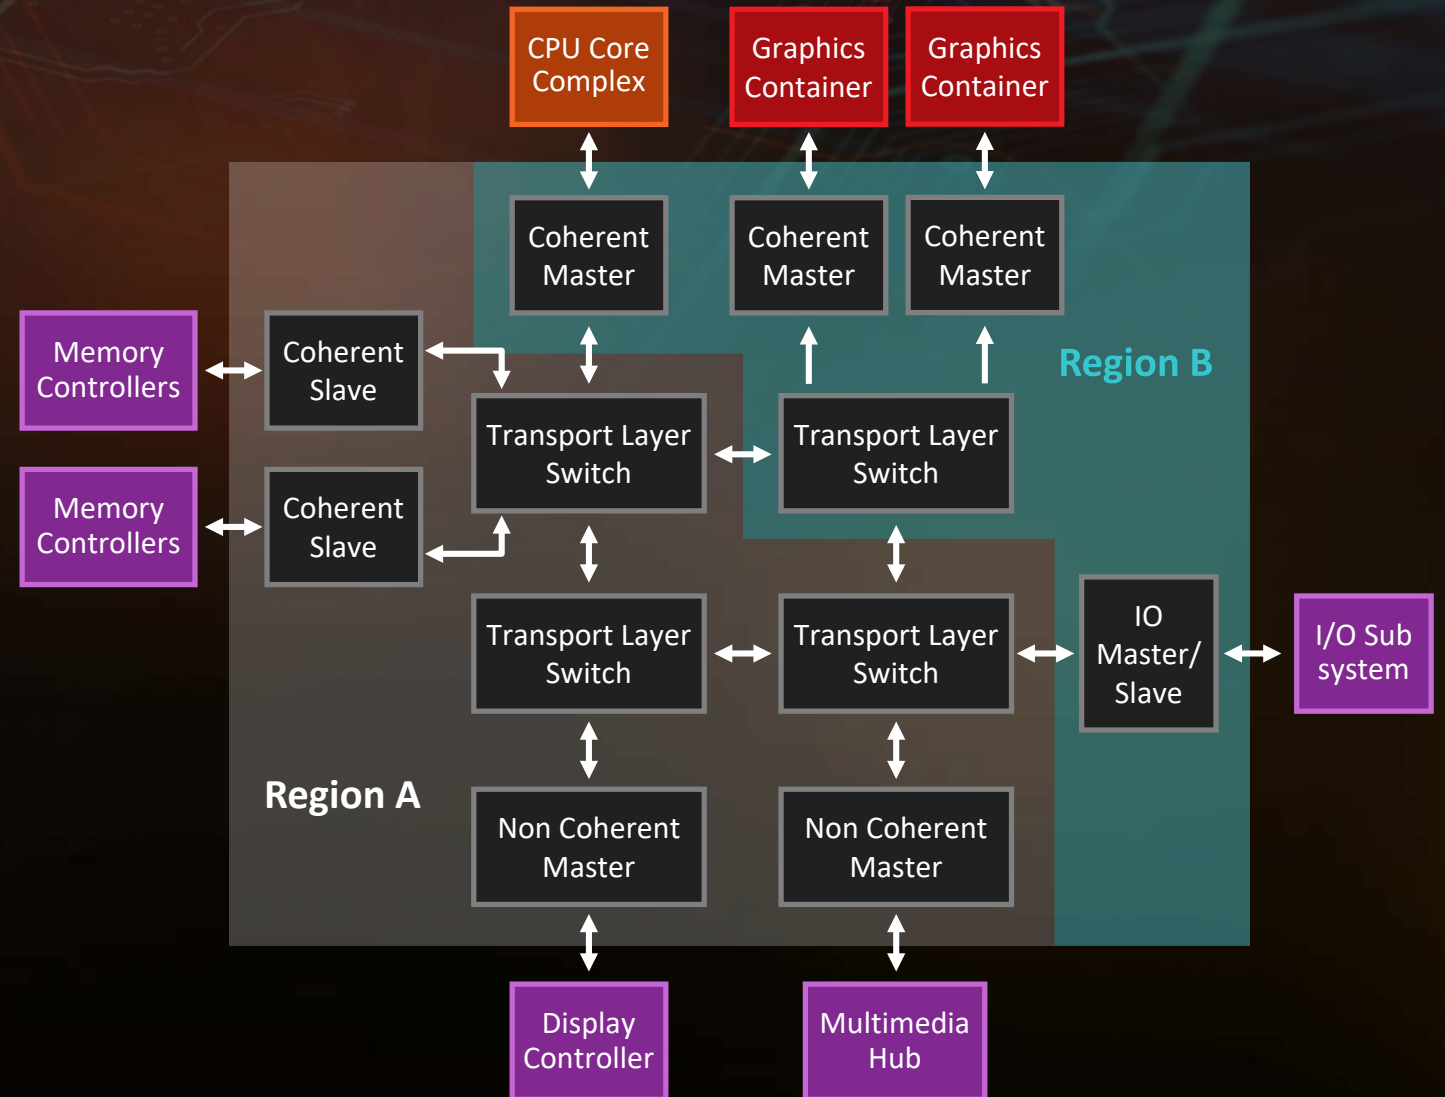 CPU Core
Complex
Graphics
Container
Graphics
Container
Coherent
Master
Coherent
Master
Coherent
Master
Region B
Memory
Controllers
Coherent
Slave
Transport Layer
Switch
Transport Layer
Switch
Memory
Controllers
Coherent
Slave
Transport Layer
Switch
Transport Layer
Switch
IO
Master/
Slave
I/O Sub
system
Region A
Non Coherent
Master
Non Coherent
Master
Display
Controller
Multimedia
Hub